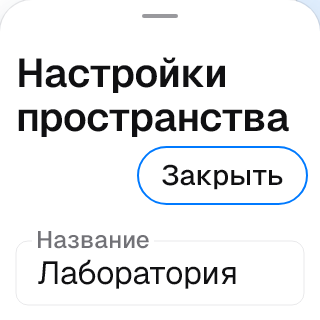 Настройки
пространства
Закрыть
Название
Лаборатория